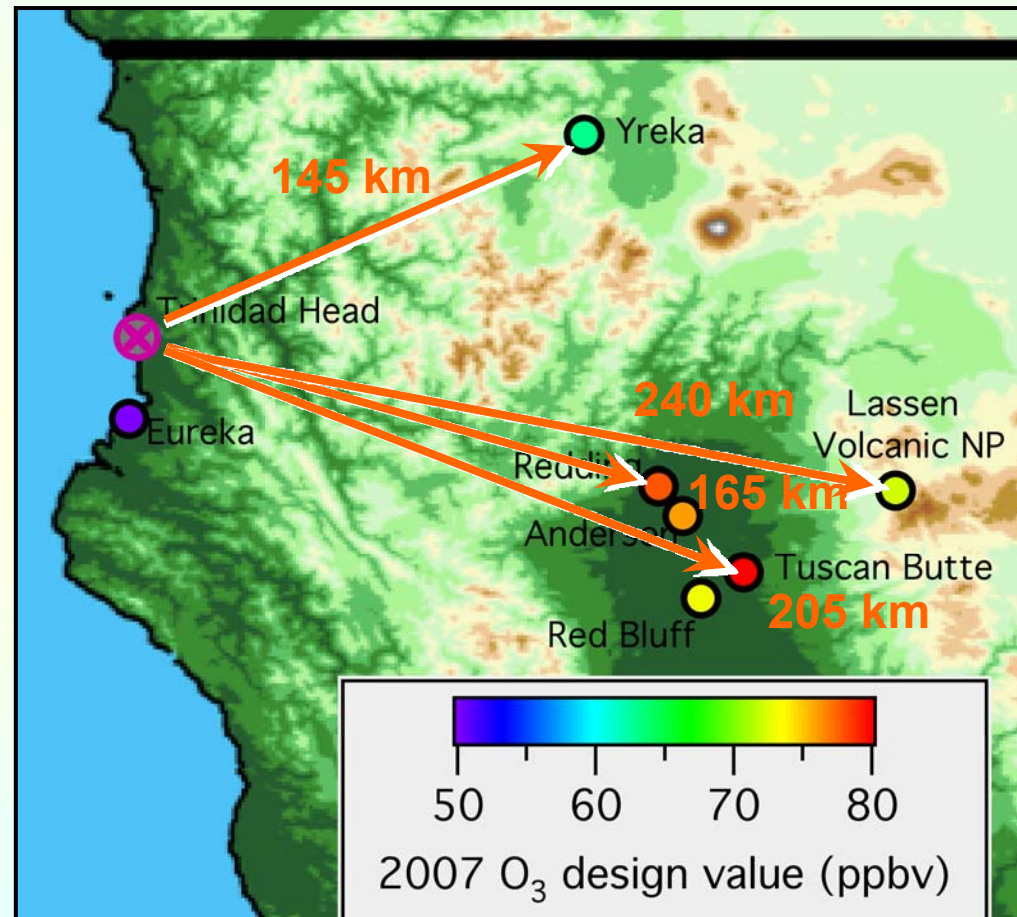 Yreka
145 km
Trinidad Head
240 km
Lassen
Volcanic NP
Eureka
Redding
165 km
Anderson
Tuscan Butte
205 km
Red Bluff
50 60 70 80
2007 O₃ design value (ppbv)